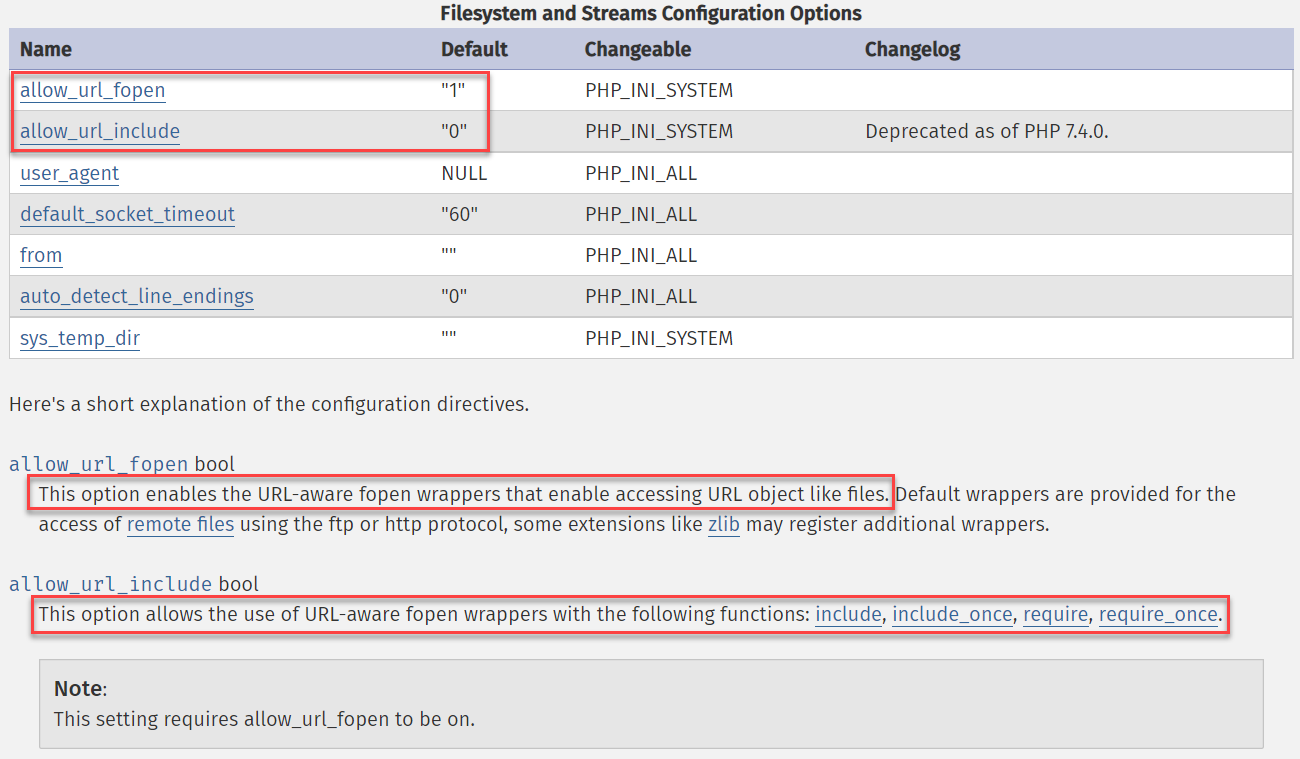 Filesystem and Streams Configuration Options
Name Default Changeable Changelog
allow_url_fopen "1" PHP_INI_SYSTEM
allow_url_include "0" PHP_INI_SYSTEM Deprecated as of PHP 7.4.0.
user_agent NULL PHP_INI_ALL
default_socket_timeout "60" PHP_INI_ALL
from "" PHP_INI_ALL
auto_detect_line_endings "0" PHP_INI_ALL
sys_temp_dir "" PHP_INI_SYSTEM
Here's a short explanation of the configuration directives.
allow_url_fopen bool
This option enables the URL-aware fopen wrappers that enable accessing URL object like files. Default wrappers are provided for the
access of remote files using the ftp or http protocol, some extensions like zlib may register additional wrappers.
allow_url_include bool
This option allows the use of URL-aware fopen wrappers with the following functions: include, include_once, require, require_once.
Note:
This setting requires allow_url_fopen to be on.